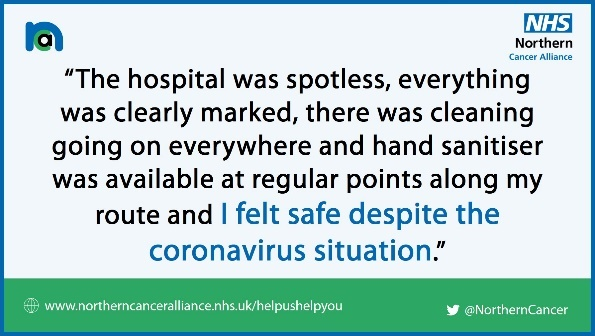 na
NHS
Northern
Cancer Alliance
“The hospital was spotless, everything
was clearly marked, there was cleaning
going on everywhere and hand sanitiser
was available at regular points along my
route and I felt safe despite the
coronavirus situation.”
www.northerncanceralliance.nhs.uk/helpushelpyou
@NorthernCancer